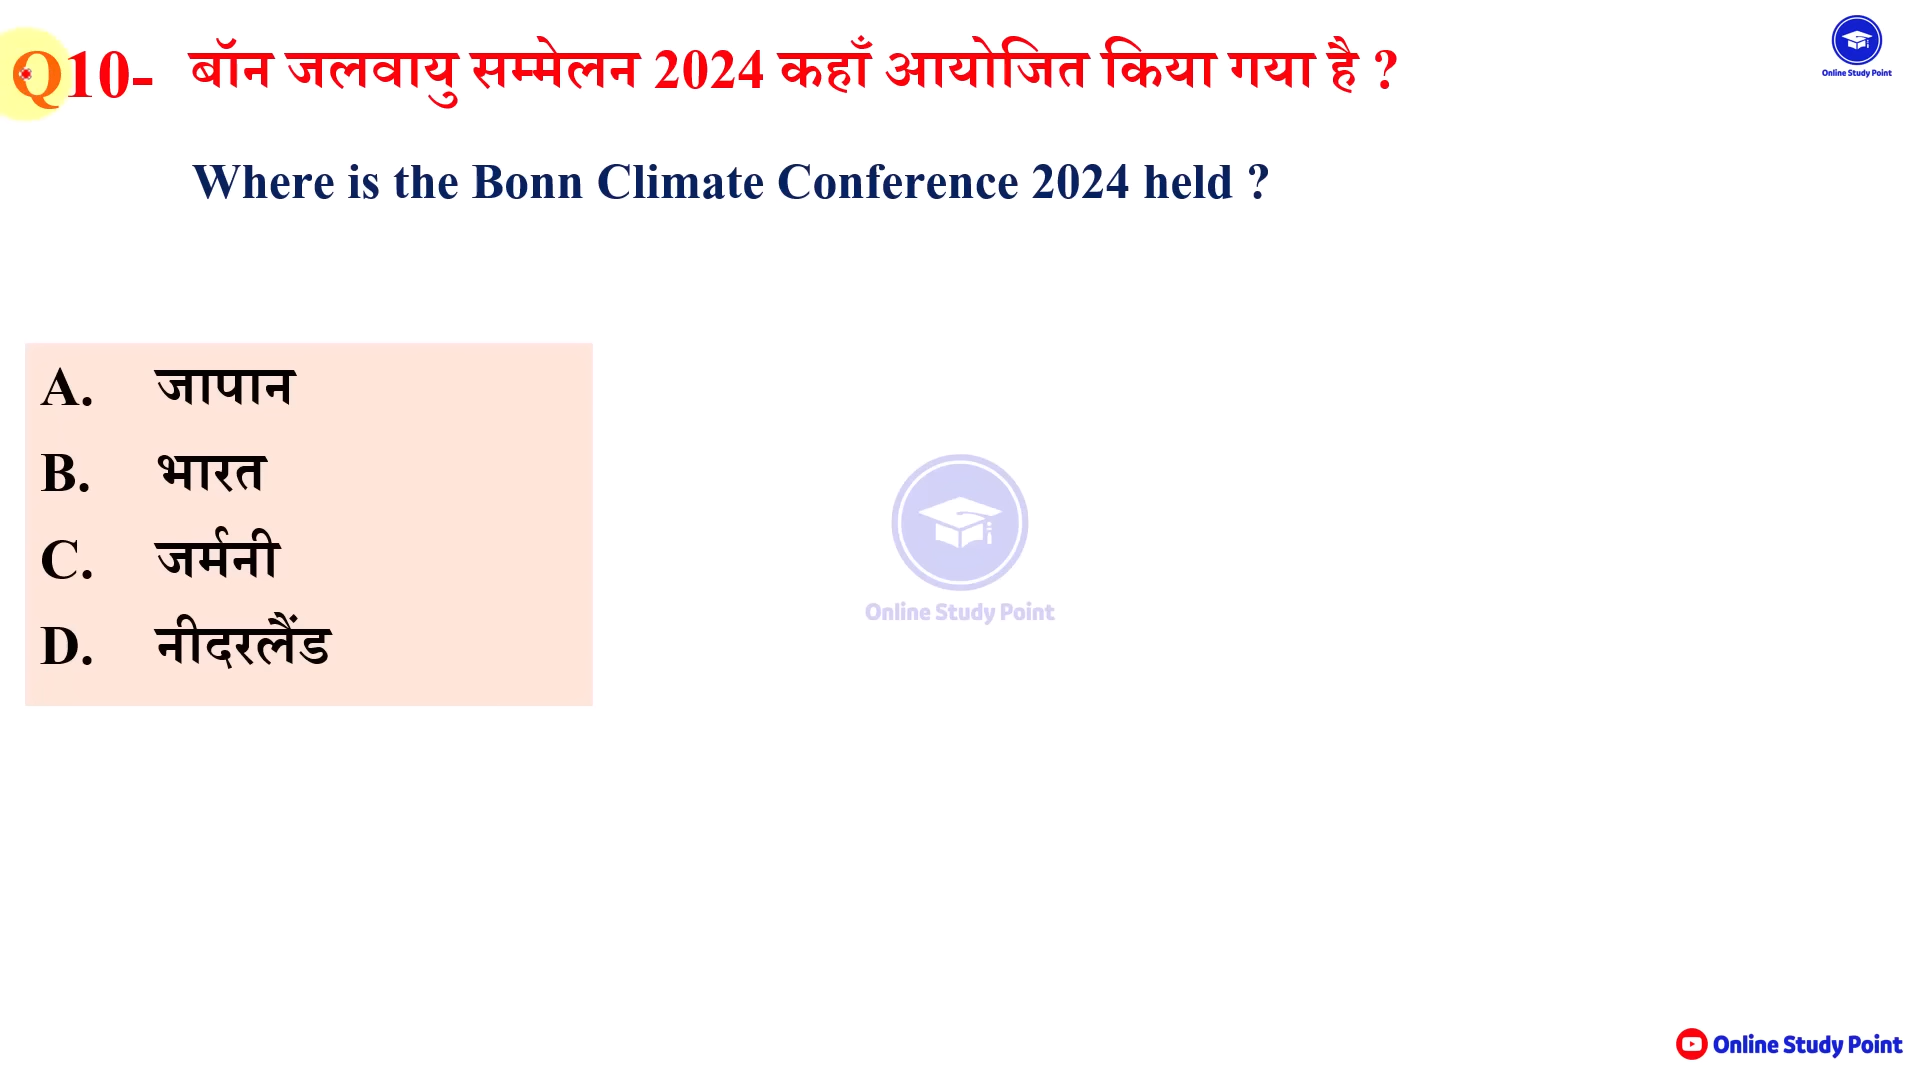 Q10- बॉन जलवायु सम्मेलन 2024 कहाँ आयोजित किया गया है ?
Online Study Point
Where is the Bonn Climate Conference 2024 held ?
A. जापान
B. भारत
C. जर्मनी
D. नीदरलैंड
Online Study Point
Online Study Point